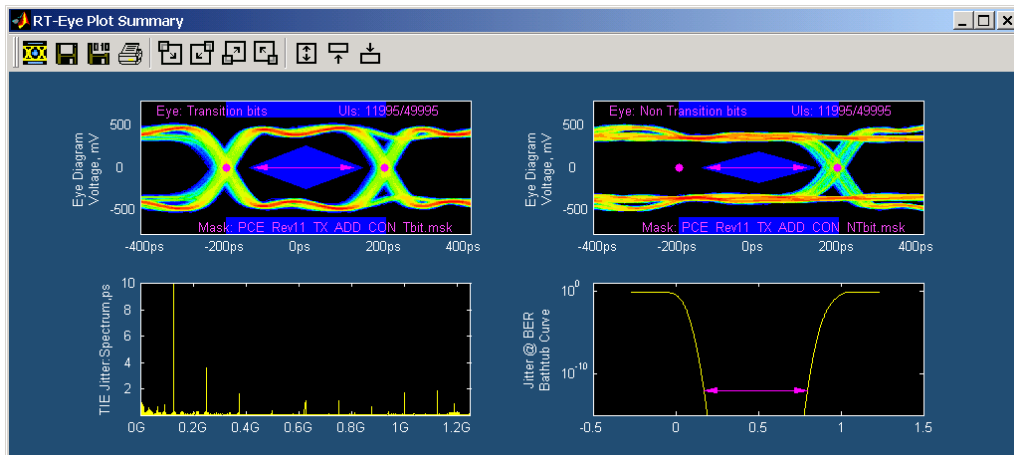 RT-Eye Plot Summary
Eye: Transition bits UIs: 11995/49995
500
0
-500
Eye Diagram
Voltage, mV
Mask: PCE_Rev11_TX_ADD_CON_Tbit.msk
-400ps -200ps 0ps 200ps 400ps
Eye: Non Transition bits UIs: 11995/49995
500
0
-500
Eye Diagram
Voltage, mV
Mask: PCE_Rev11_TX_ADD_CON_NTbit.msk
-400ps -200ps 0ps 200ps 400ps
10
8
6
4
2
TIE Jitter:Spectrum,ps
0G 0.2G 0.4G 0.6G 0.8G 1G 1.2G
10^0
10^-10
Jitter @ BER
Bathtub Curve
-0.5 0 0.5 1 1.5